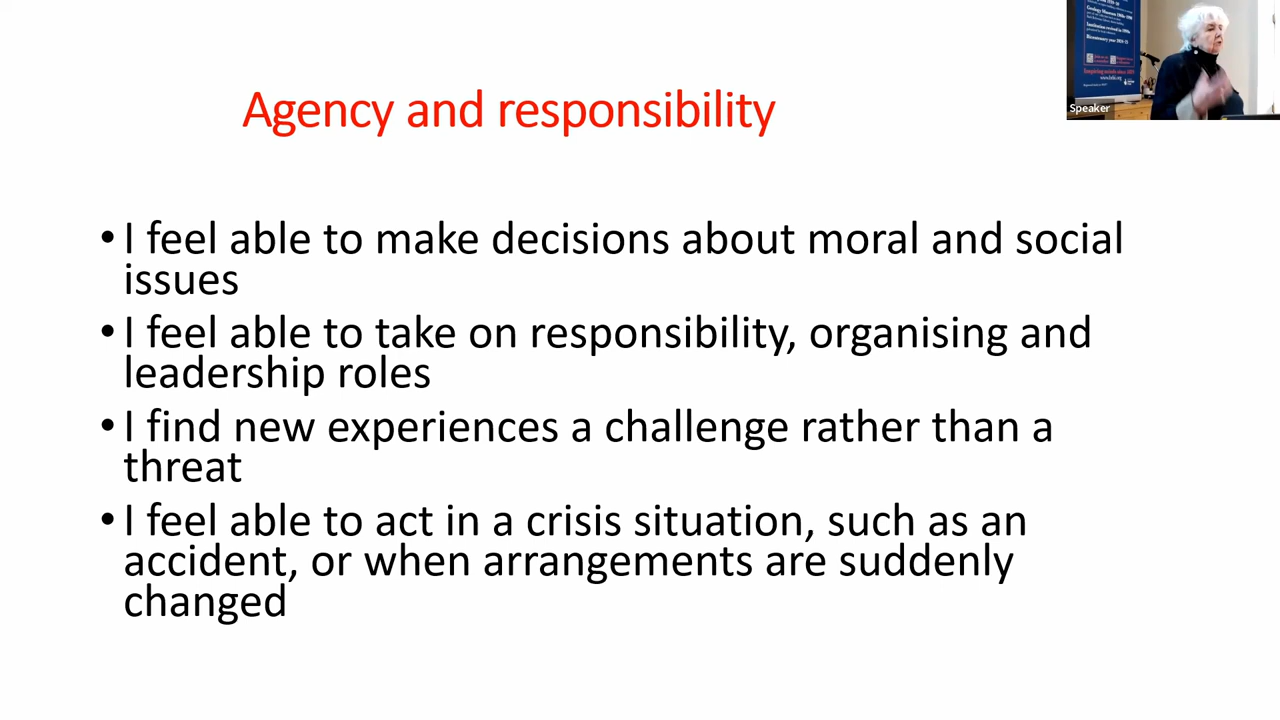 Agency and responsibility
• I feel able to make decisions about moral and social
issues
• I feel able to take on responsibility, organising and
leadership roles
• I find new experiences a challenge rather than a
threat
• I feel able to act in a crisis situation, such as an
accident, or when arrangements are suddenly
changed
Speaker